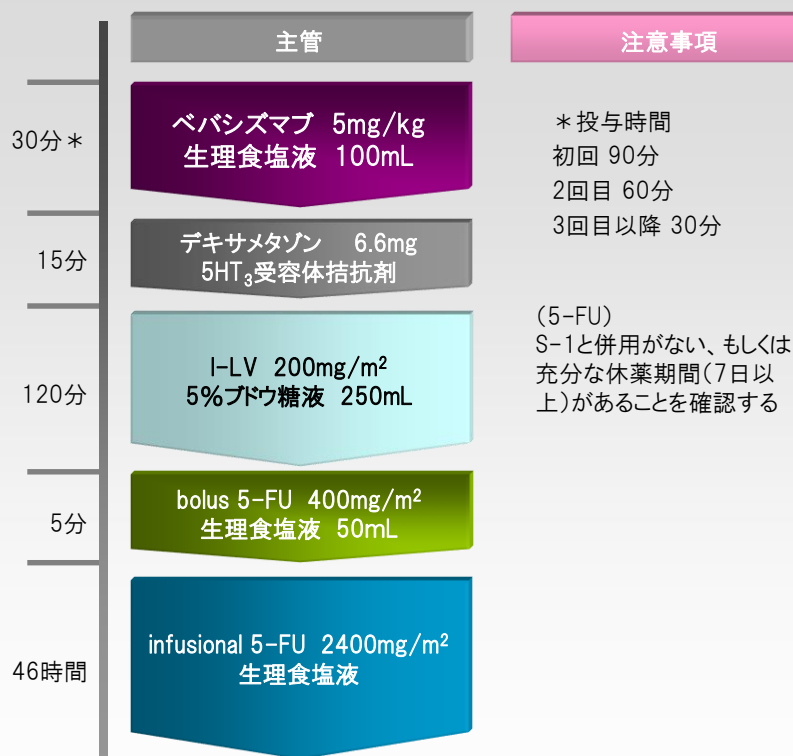 主管
注意事項
30分＊
ベバシズマブ 5mg/kg
生理食塩液 100mL
＊投与時間
初回 90分
2回目 60分
3回目以降 30分
15分
デキサメタゾン 6.6mg
5HT₃受容体拮抗剤
120分
l-LV 200mg/m²
5%ブドウ糖液 250mL
(5-FU)
S-1と併用がない、もしくは
充分な休薬期間(7日以
上)があることを確認する
5分
bolus 5-FU 400mg/m²
生理食塩液 50mL
46時間
infusional 5-FU 2400mg/m²
生理食塩液